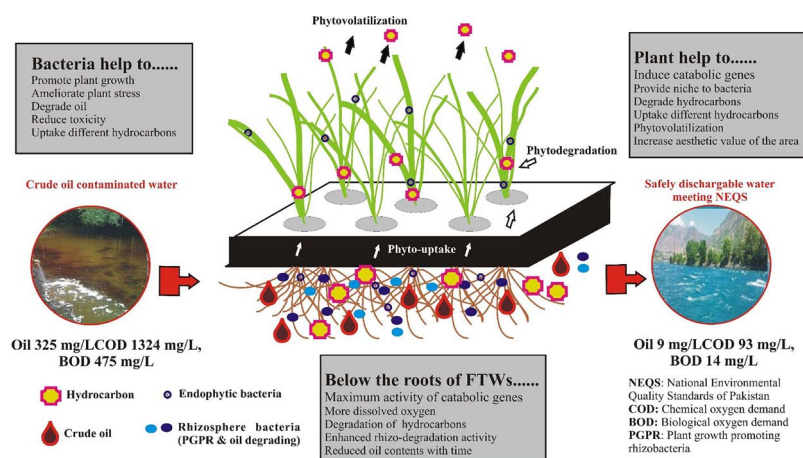 Phytovolatilization
Bacteria help to......
Promote plant growth
Ameliorate plant stress
Degrade oil
Reduce toxicity
Uptake different hydrocarbons
Plant help to......
Induce catabolic genes
Provide niche to bacteria
Degrade hydrocarbons
Uptake different hydrocarbons
Phytovolatilization
Increase aesthetic value of the area
Phytodegradation
Crude oil contaminated water
Safely dischargable water
meeting NEQS
Phyto-uptake
Oil 325 mg/LCOD 1324 mg/L,
BOD 475 mg/L
Oil 9 mg/LCOD 93 mg/L,
BOD 14 mg/L
Hydrocarbon
Endophytic bacteria
Crude oil
Rhizosphere bacteria
(PGPR & oil degrading)
Below the roots of FTWs......
Maximum activity of catabolic genes
More dissolved oxygen
Degradation of hydrocarbons
Enhanced rhizo-degradation activity
Reduced oil contents with time
NEQS: National Environmental
Quality Standards of Pakistan
COD: Chemical oxygen demand
BOD: Biological oxygen demand
PGPR: Plant growth promoting
rhizobacteria